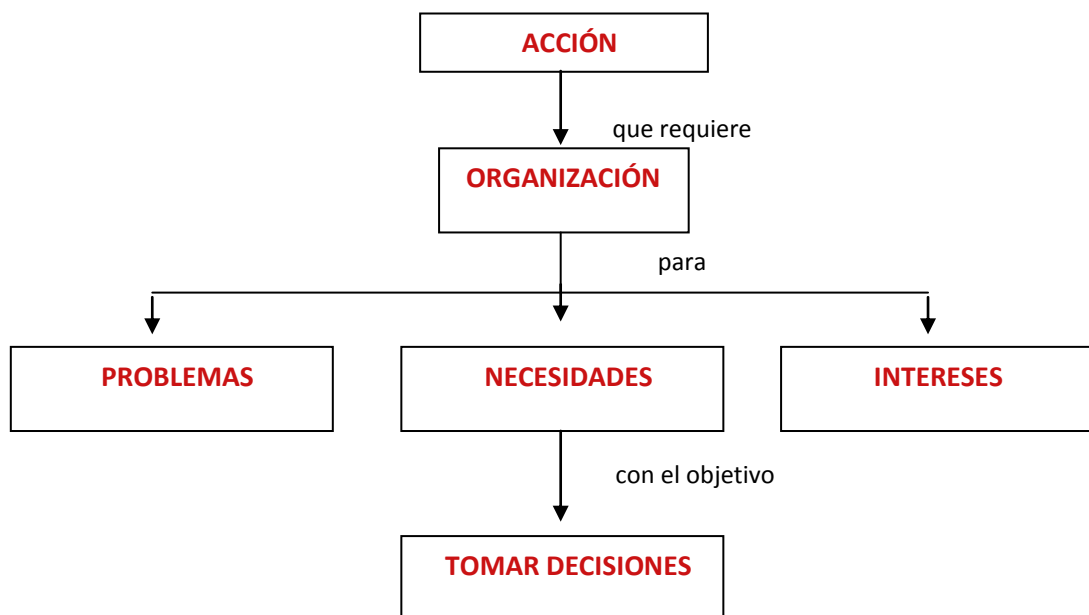 ACCIÓN
que requiere
ORGANIZACIÓN
para
PROBLEMAS
NECESIDADES
INTERESES
con el objetivo
TOMAR DECISIONES